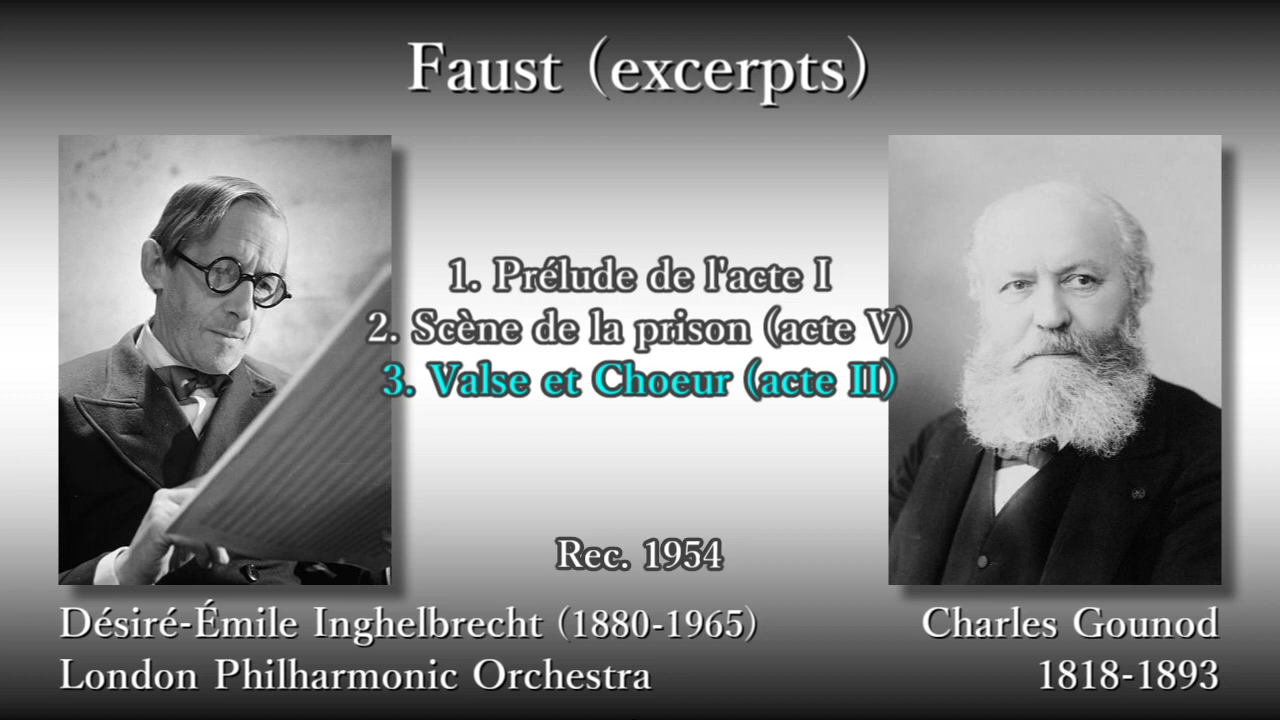 Faust (excerpts)
1. Prélude de l'acte I
2. Scène de la prison (acte V)
3. Valse et Choeur (acte II)
Rec. 1954
Désiré-Émile Inghelbrecht (1880-1965)
London Philharmonic Orchestra
Charles Gounod
1818-1893